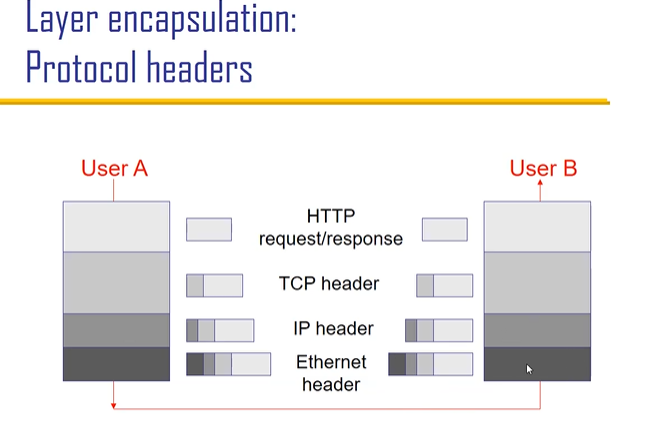 Layer encapsulation:
Protocol headers
User A
User B
HTTP
request/response
TCP header
IP header
Ethernet
header